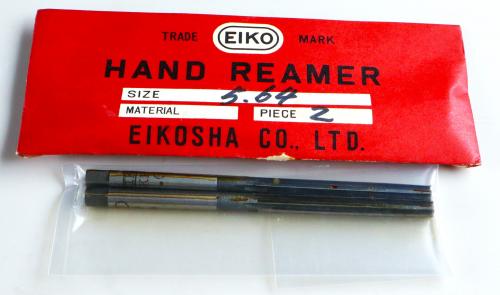 TRADE EIKO MARK
HAND REAMER
SIZE 5.64
MATERIAL PIECE 2
EIKOSHA CO., LTD.